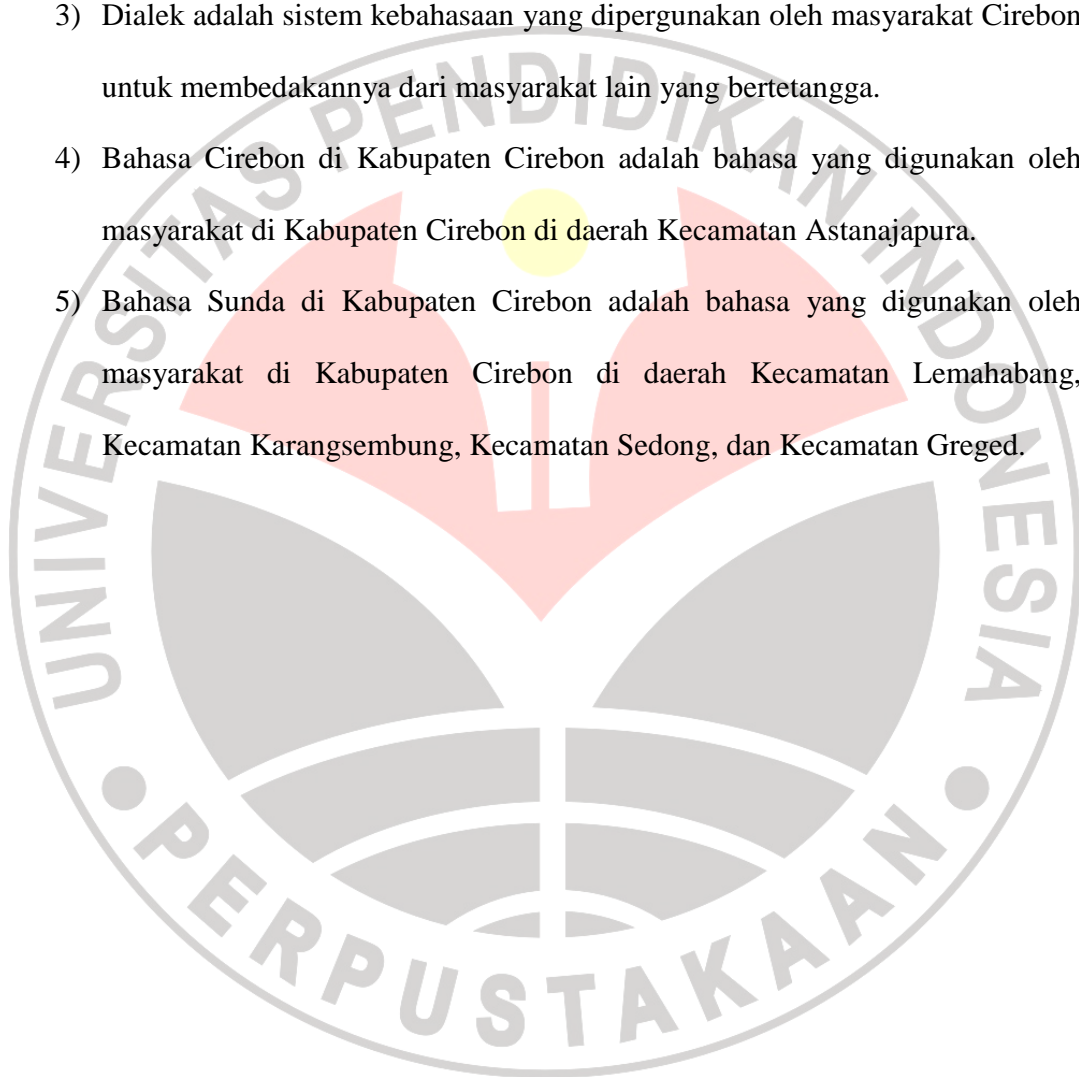 3) Dialek adalah sistem kebahasaan yang dipergunakan oleh masyarakat Cirebon
untuk membedakannya dari masyarakat lain yang bertetangga.
4) Bahasa Cirebon di Kabupaten Cirebon adalah bahasa yang digunakan oleh
masyarakat di Kabupaten Cirebon di daerah Kecamatan Astanajapura.
5) Bahasa Sunda di Kabupaten Cirebon adalah bahasa yang digunakan oleh
masyarakat di Kabupaten Cirebon di daerah Kecamatan Lemahabang,
Kecamatan Karangsembung, Kecamatan Sedong, dan Kecamatan Greged.
UNIVERSITAS PENDIDIKAN INDONESIA
PERPUSTAKAAN